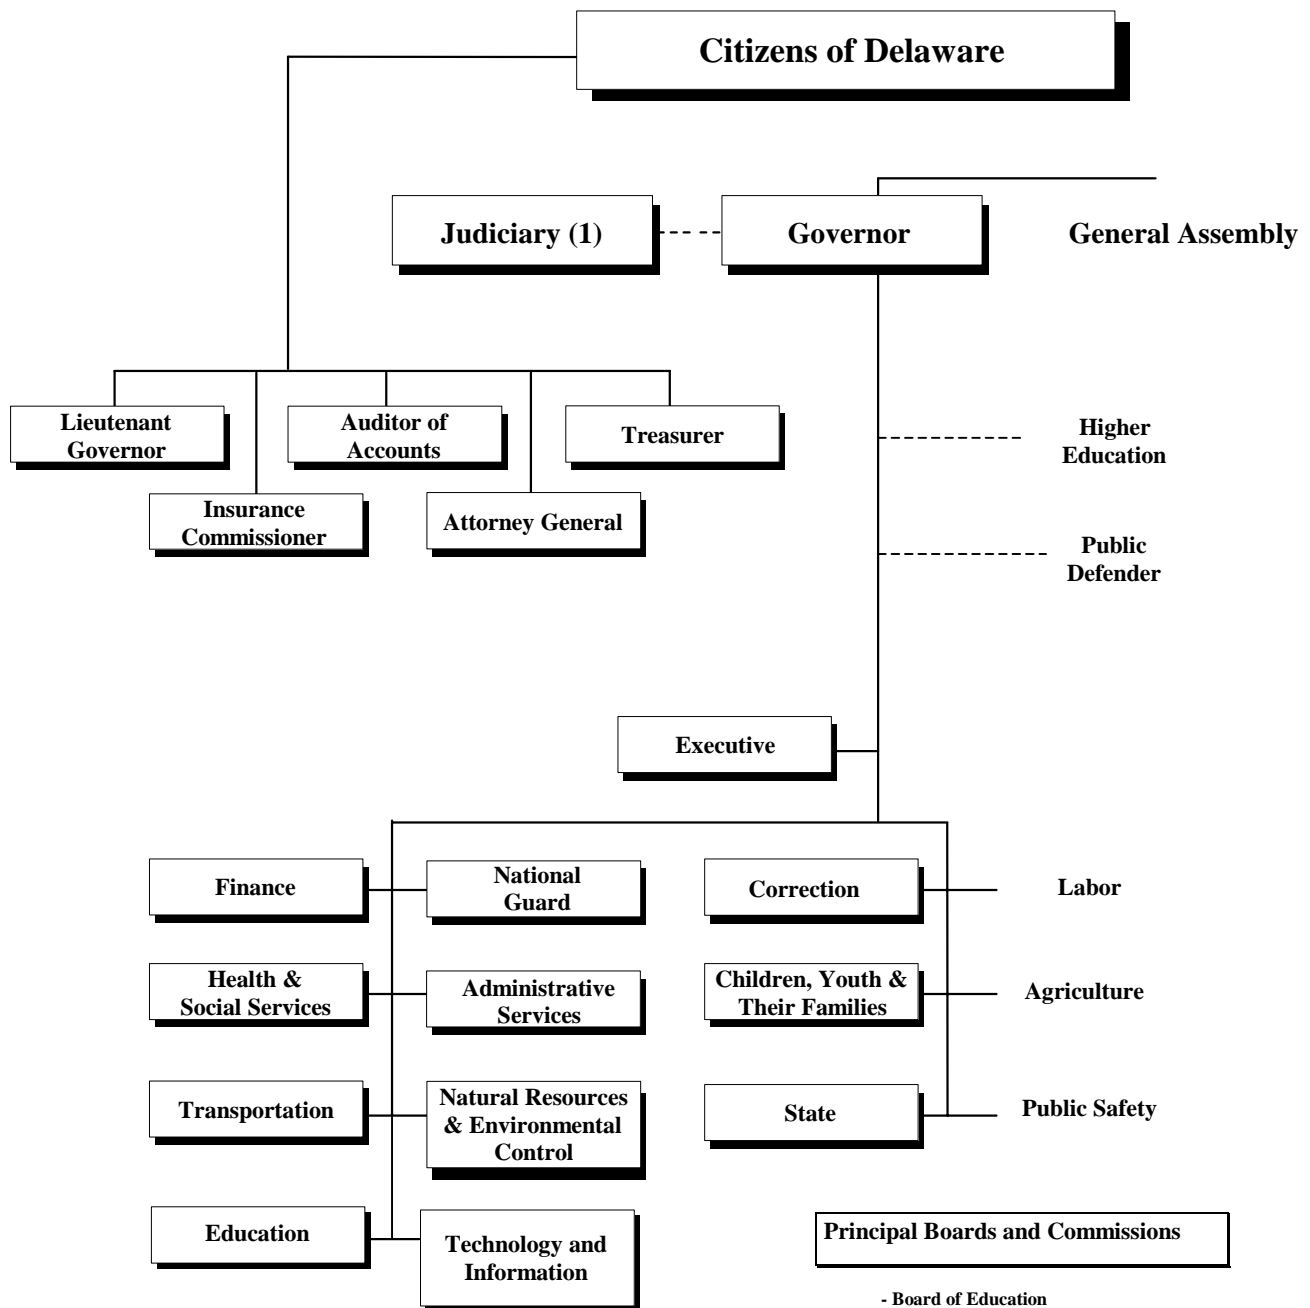 Citizens of Delaware
Judiciary (1)
Governor
General Assembly
Lieutenant
Governor
Auditor of
Accounts
Treasurer
Higher
Education
Insurance
Commissioner
Attorney General
Public
Defender
Executive
Finance
National
Guard
Correction
Labor
Health &
Social Services
Administrative
Services
Children, Youth &
Their Families
Agriculture
Transportation
Natural Resources
& Environmental
Control
State
Public Safety
Education
Technology and
Information
Principal Boards and Commissions
- Board of Education